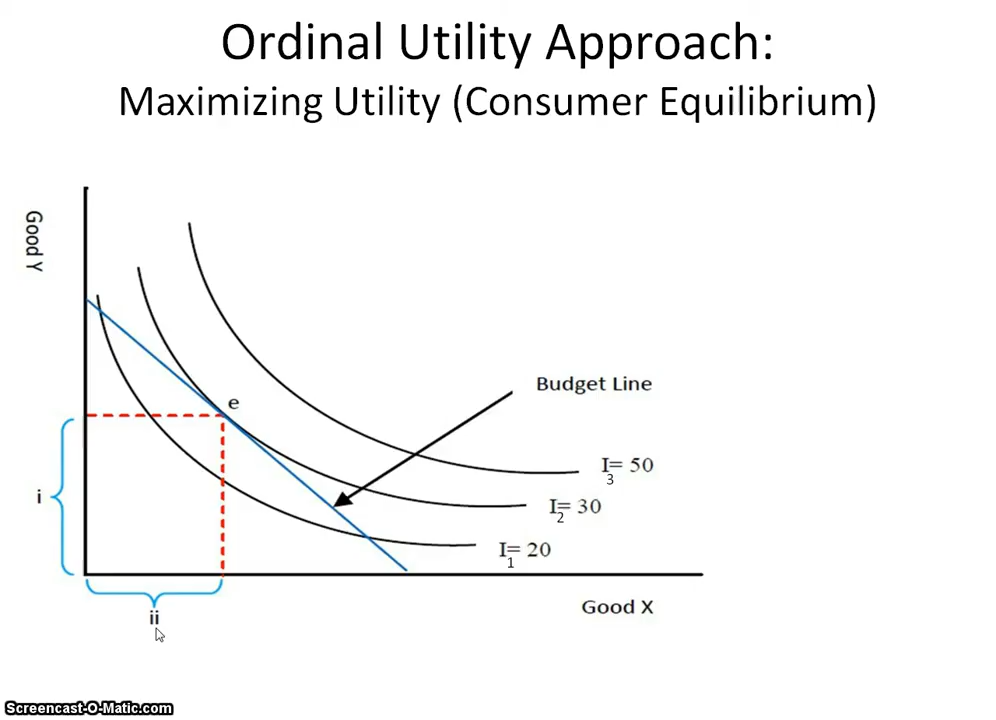 Ordinal Utility Approach:
Maximizing Utility (Consumer Equilibrium)
Good Y
Budget Line
e
I3= 50
i
I2= 30
I1= 20
Good X
ii
Screencast-O-Matic.com